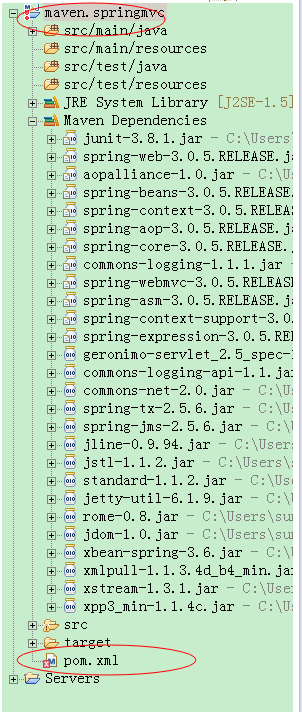 maven.springmvc
src/main/java
src/main/resources
src/test/java
src/test/resources
JRE System Library [J2SE-1.5]
Maven Dependencies
junit-3.8.1.jar - C:\Users
spring-web-3.0.5.RELEASE.ja
aopalliance-1.0.jar - C:\Us
spring-beans-3.0.5.RELEASE.
spring-context-3.0.5.RELEAS
spring-aop-3.0.5.RELEASE.ja
spring-core-3.0.5.RELEASE.j
commons-logging-1.1.1.jar -
spring-webmvc-3.0.5.RELEASE
spring-asm-3.0.5.RELEASE.ja
spring-context-support-3.0.
spring-expression-3.0.5.REL
geronimo-servlet_2.5_spec-1
commons-logging-api-1.1.jar
commons-net-2.0.jar - C:\Us
spring-tx-2.5.6.jar - C:\Us
spring-jms-2.5.6.jar - C:\U
jline-0.9.94.jar - C:\Users
jstl-1.1.2.jar - C:\Users\s
standard-1.1.2.jar - C:\Use
jetty-util-6.1.9.jar - C:\U
rome-0.8.jar - C:\Users\su
jdom-1.0.jar - C:\Users\su
xbean-spring-3.6.jar - C:\U
xmlpull-1.1.3.4d_b4_min.jar
xstream-1.3.1.jar - C:\User
xpp3_min-1.1.4c.jar - C:\Us
src
target
pom.xml
Servers